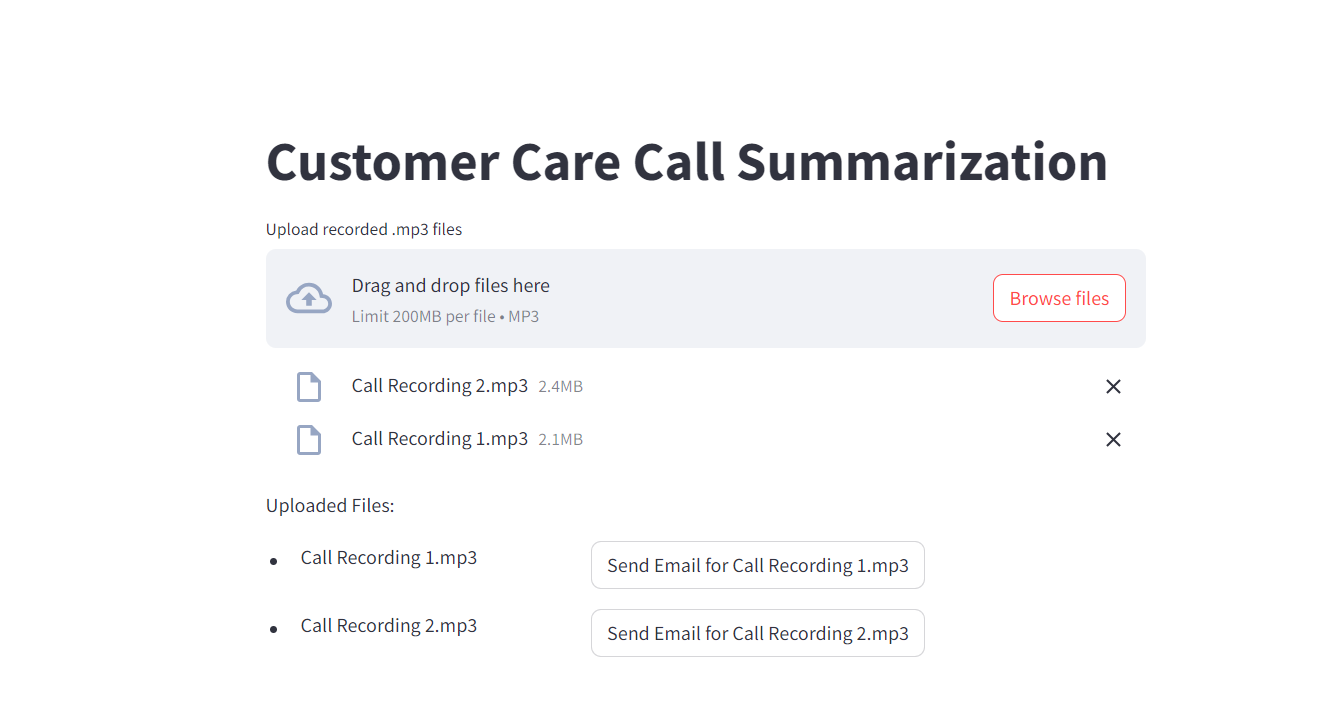 Customer Care Call Summarization
Upload recorded .mp3 files
Drag and drop files here
Limit 200MB per file • MP3
Browse files
Call Recording 2.mp3 2.4MB
Call Recording 1.mp3 2.1MB
Uploaded Files:
• Call Recording 1.mp3
Send Email for Call Recording 1.mp3
• Call Recording 2.mp3
Send Email for Call Recording 2.mp3